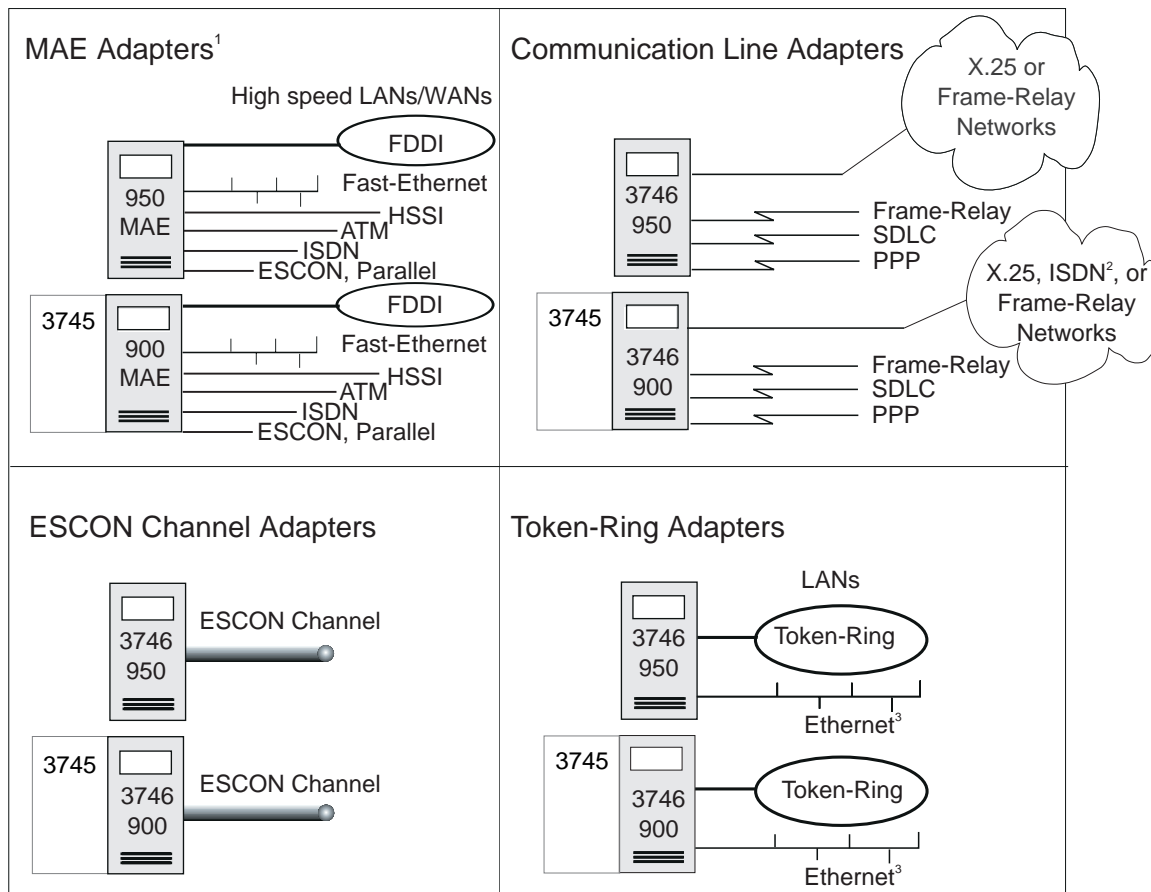 MAE Adapters¹
High speed LANs/WANs
FDDI
Fast-Ethernet
950
MAE
HSSI
ATM
ISDN
ESCON, Parallel
3745
900
MAE
FDDI
Fast-Ethernet
HSSI
ATM
ISDN
ESCON, Parallel
Communication Line Adapters
X.25 or
Frame-Relay
Networks
3746
950
Frame-Relay
SDLC
PPP
X.25, ISDN², or
Frame-Relay
Networks
3745
3746
900
Frame-Relay
SDLC
PPP
ESCON Channel Adapters
3746
950
ESCON Channel
3745
3746
900
ESCON Channel
Token-Ring Adapters
LANs
3746
950
Token-Ring
Ethernet³
3745
3746
900
Token-Ring
Ethernet³